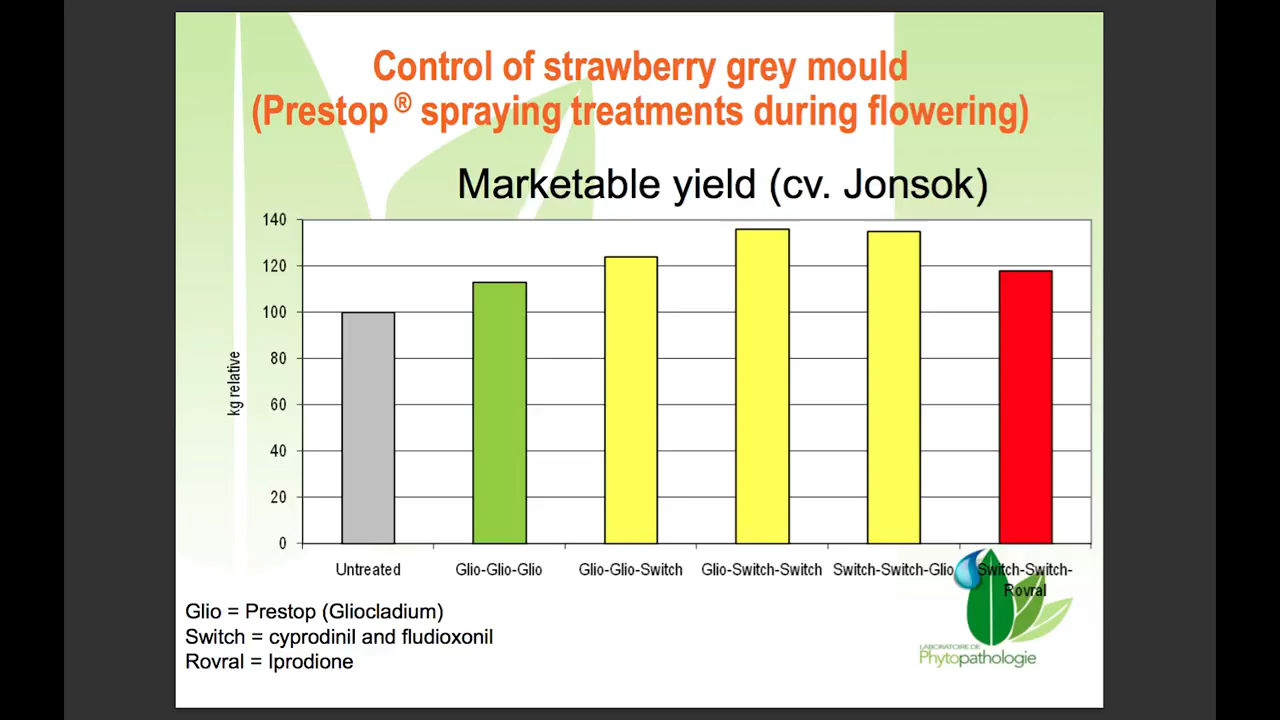 Control of strawberry grey mould
(Prestop ® spraying treatments during flowering)
Marketable yield (cv. Jonsok)
140
120
100
80
60
40
20
0
kg relative
Untreated
Glio-Glio-Glio
Glio-Glio-Switch
Glio-Switch-Switch
Switch-Switch-Glio
Switch-Switch-
Rovral
Glio = Prestop (Gliocladium)
Switch = cyprodinil and fludioxonil
Rovral = Iprodione
LABORATOIRE DE
Phytopathologie